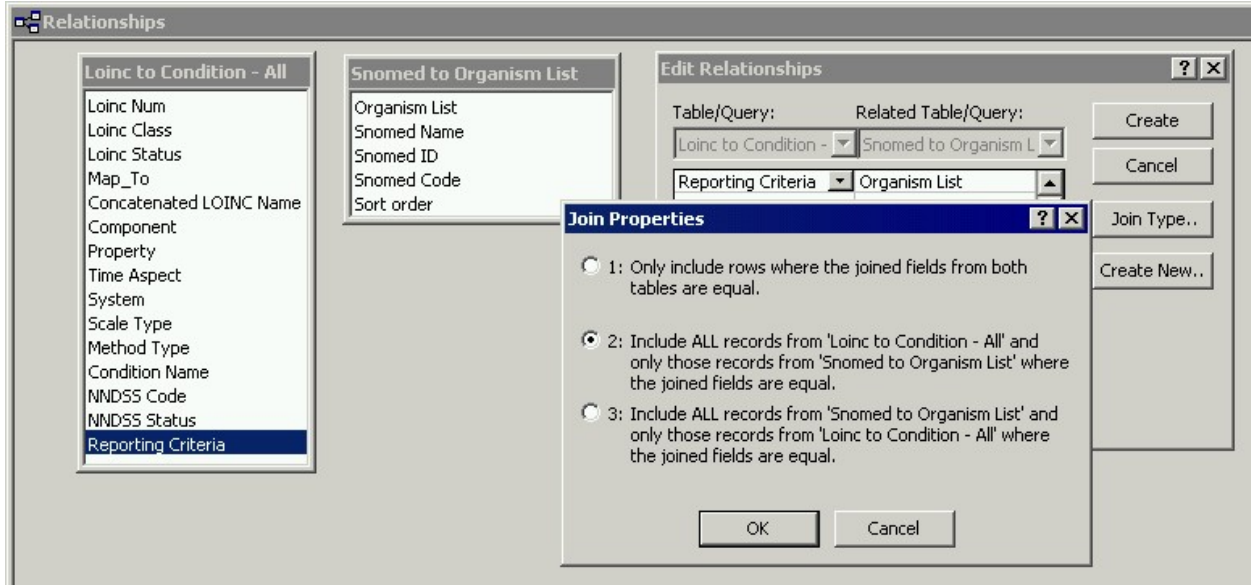 Relationships
Loinc to Condition - All
Loinc Num
Loinc Class
Loinc Status
Map_To
Concatenated LOINC Name
Component
Property
Time Aspect
System
Scale Type
Method Type
Condition Name
NNDSS Code
NNDSS Status
Reporting Criteria
Snomed to Organism List
Organism List
Snomed Name
Snomed ID
Snomed Code
Sort order
Edit Relationships
Table/Query: Related Table/Query:
Loinc to Condition - Snomed to Organism L
Reporting Criteria Organism List
Create
Cancel
Join Type..
Create New..
Join Properties
1: Only include rows where the joined fields from both
tables are equal.
2: Include ALL records from 'Loinc to Condition - All' and
only those records from 'Snomed to Organism List' where
the joined fields are equal.
3: Include ALL records from 'Snomed to Organism List' and
only those records from 'Loinc to Condition - All' where
the joined fields are equal.
OK Cancel